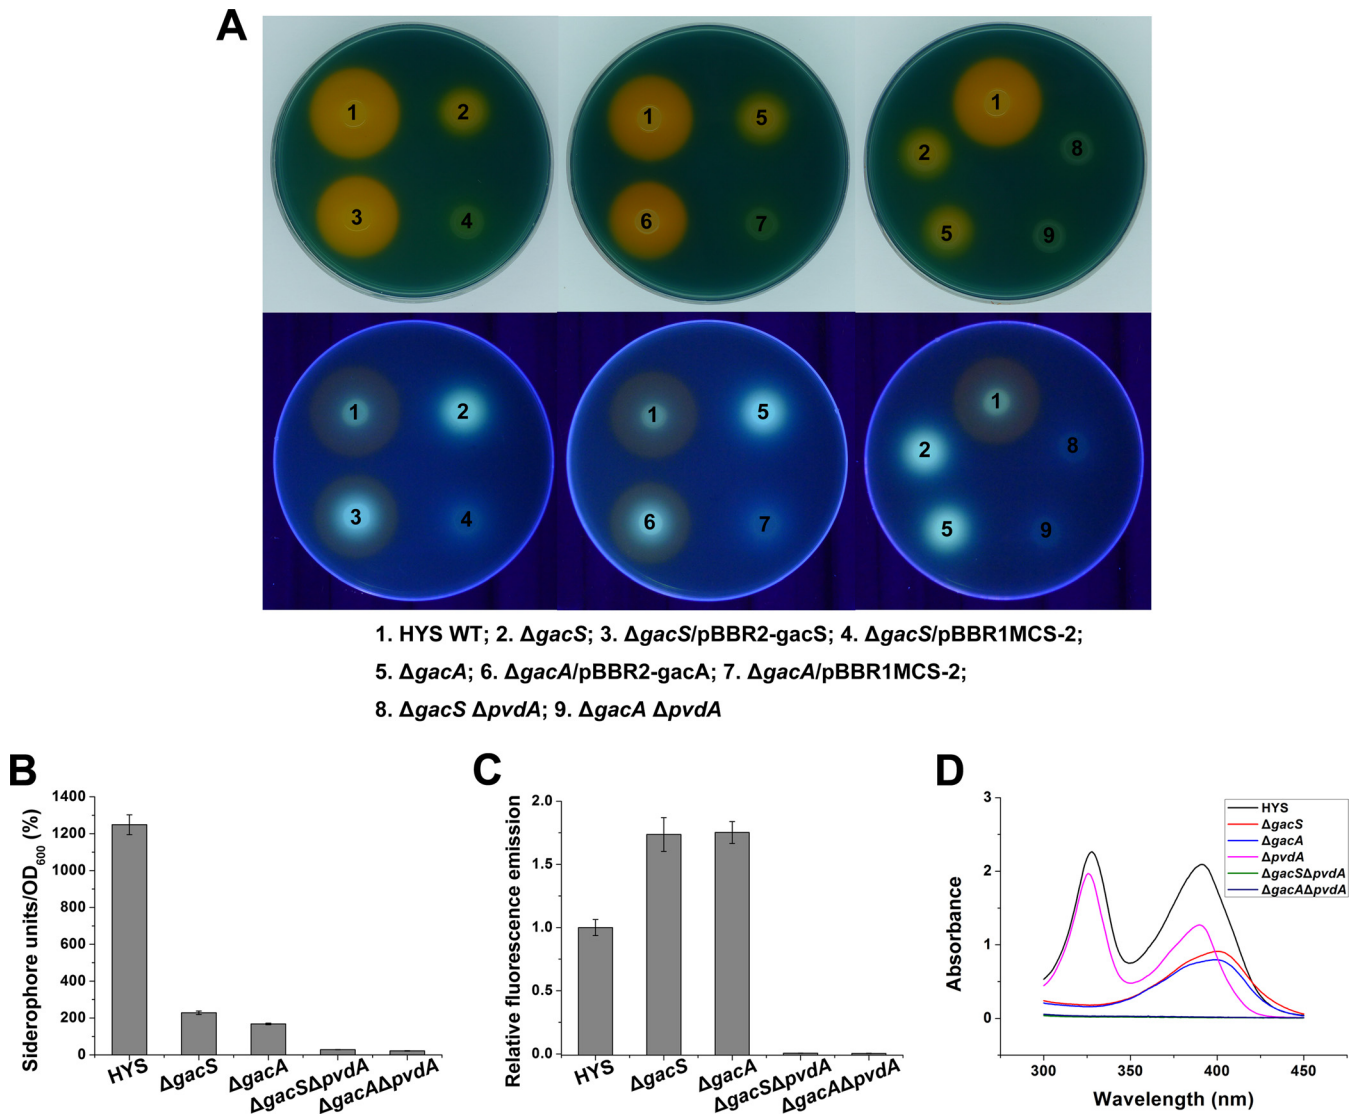 A
1 2 1 5 1 2 8
3 4 6 7 5 9
1 2 1 5 1 2 8
3 4 6 7 5 9
1. HYS WT; 2. ΔgacS; 3. ΔgacS/pBBR2-gacS; 4. ΔgacS/pBBR1MCS-2;
5. ΔgacA; 6. ΔgacA/pBBR2-gacA; 7. ΔgacA/pBBR1MCS-2;
8. ΔgacS ΔpvdA; 9. ΔgacA ΔpvdA
B
Siderophore units/OD600 (%)
1400
1200
1000
800
600
400
200
0
HYS ΔgacS ΔgacA ΔgacSΔpvdA ΔgacAΔpvdA
C
Relative fluorescence emission
2.0
1.5
1.0
0.5
0.0
HYS ΔgacS ΔgacA ΔgacSΔpvdA ΔgacAΔpvdA
D
Absorbance
3
2
1
0
HYS
ΔgacS
ΔgacA
ΔpvdA
ΔgacSΔpvdA
ΔgacAΔpvdA
300 350 400 450
Wavelength (nm)